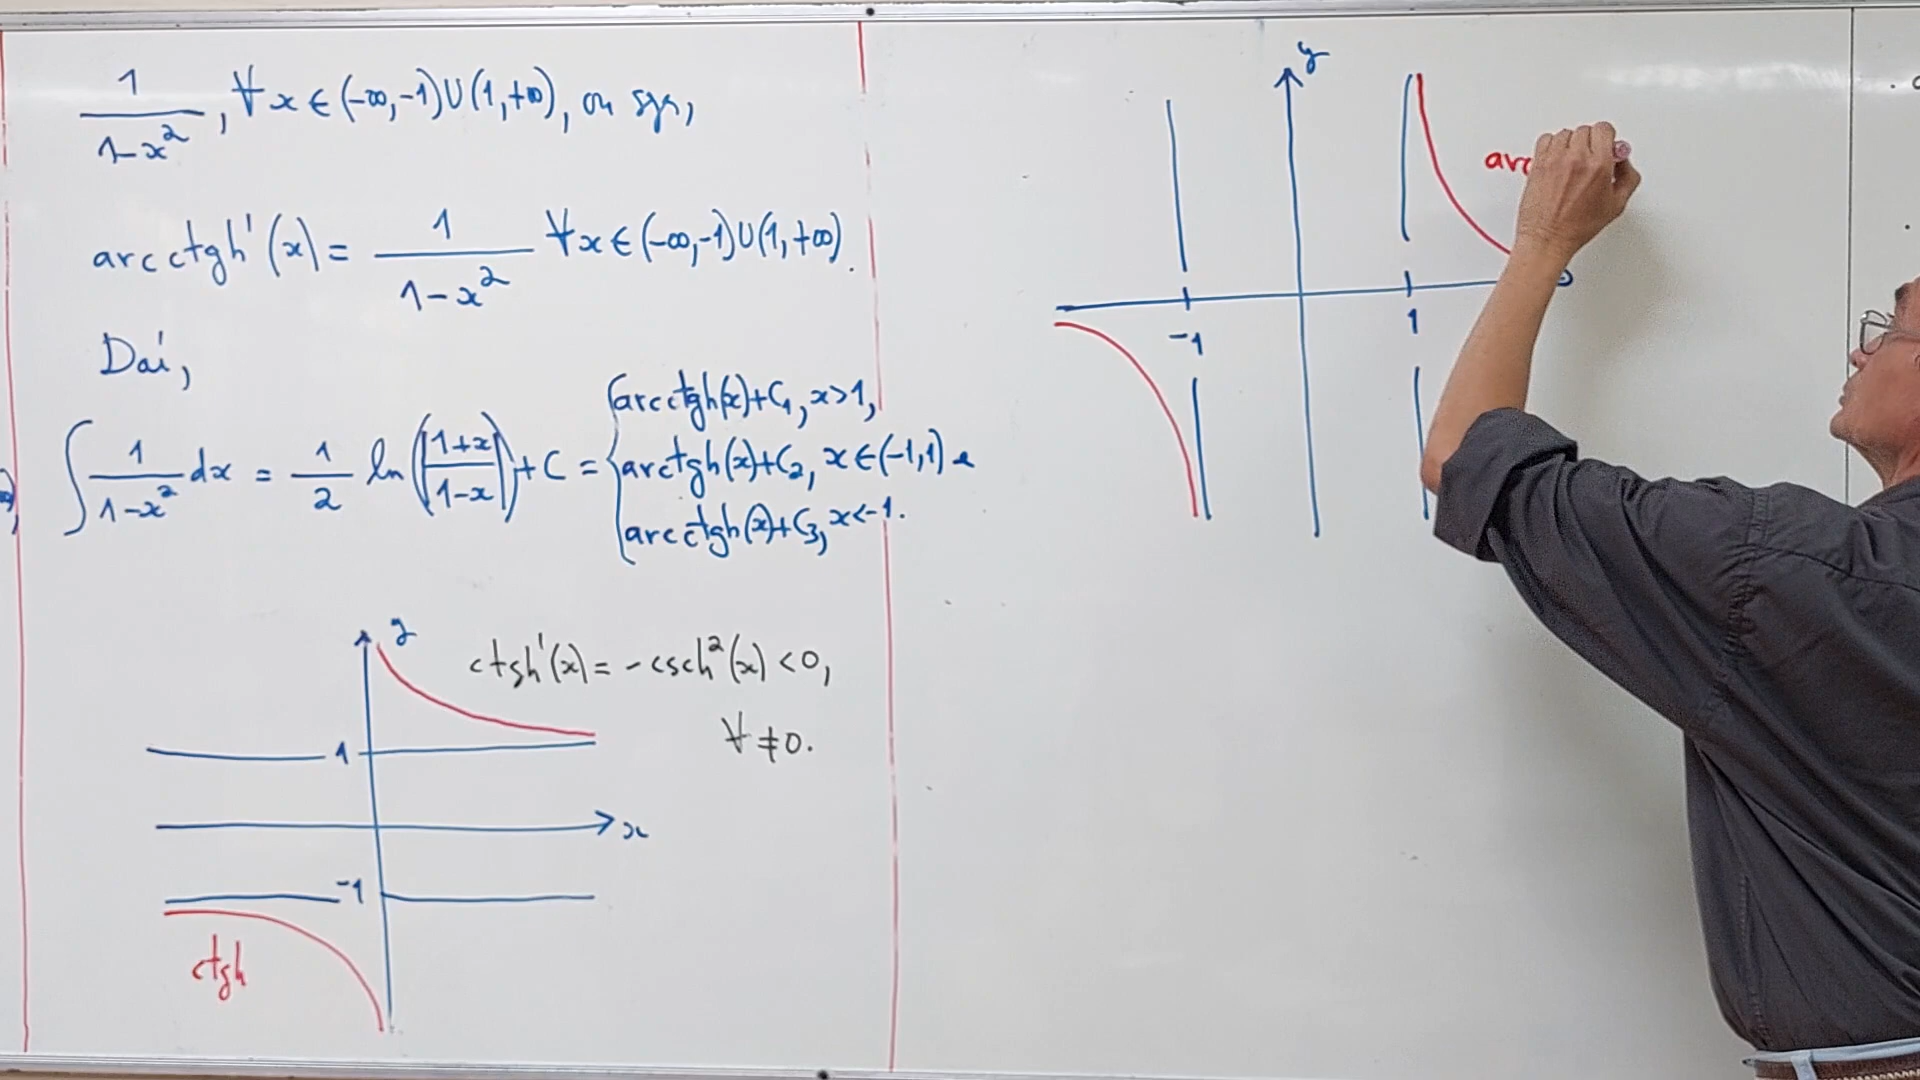 1/(1-x²), ∀x∈(-∞,-1)∪(1,+∞), ou seja,
arcctgh'(x) = 1/(1-x²) ∀x∈(-∞,-1)∪(1,+∞).
Daí,
∫ 1/(1-x²) dx = 1/2 ln(|(1+x)/(1-x)|) + C = { arcctgh(x)+C₁, x>1,
arctgh(x)+C₂, x∈(-1,1) e
arcctgh(x)+C₃, x<-1.
y
ctgh'(x) = -csch²(x) < 0,
∀ ≠0.
1
x
-1
ctgh
y
arc
-1
1